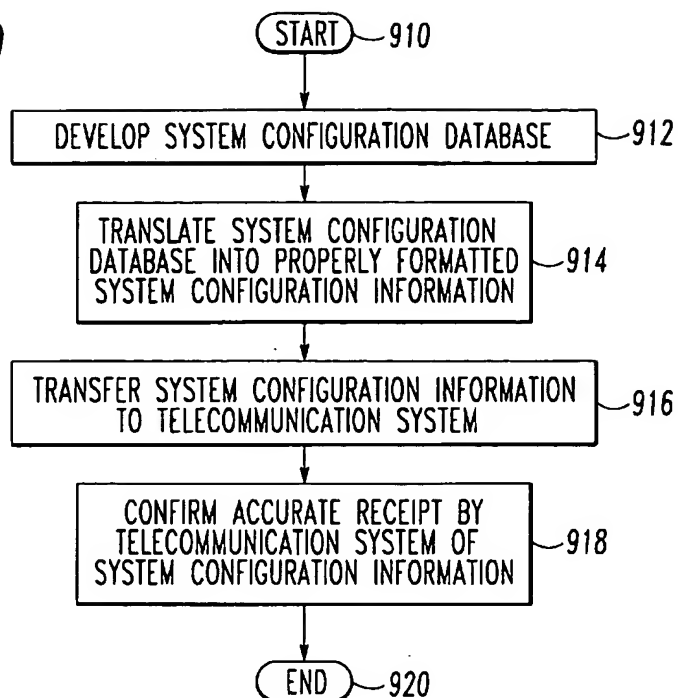 START 910
DEVELOP SYSTEM CONFIGURATION DATABASE 912
TRANSLATE SYSTEM CONFIGURATION
DATABASE INTO PROPERLY FORMATTED
SYSTEM CONFIGURATION INFORMATION
914
TRANSFER SYSTEM CONFIGURATION INFORMATION
TO TELECOMMUNICATION SYSTEM
916
CONFIRM ACCURATE RECEIPT BY
TELECOMMUNICATION SYSTEM OF
SYSTEM CONFIGURATION INFORMATION
918
END 920